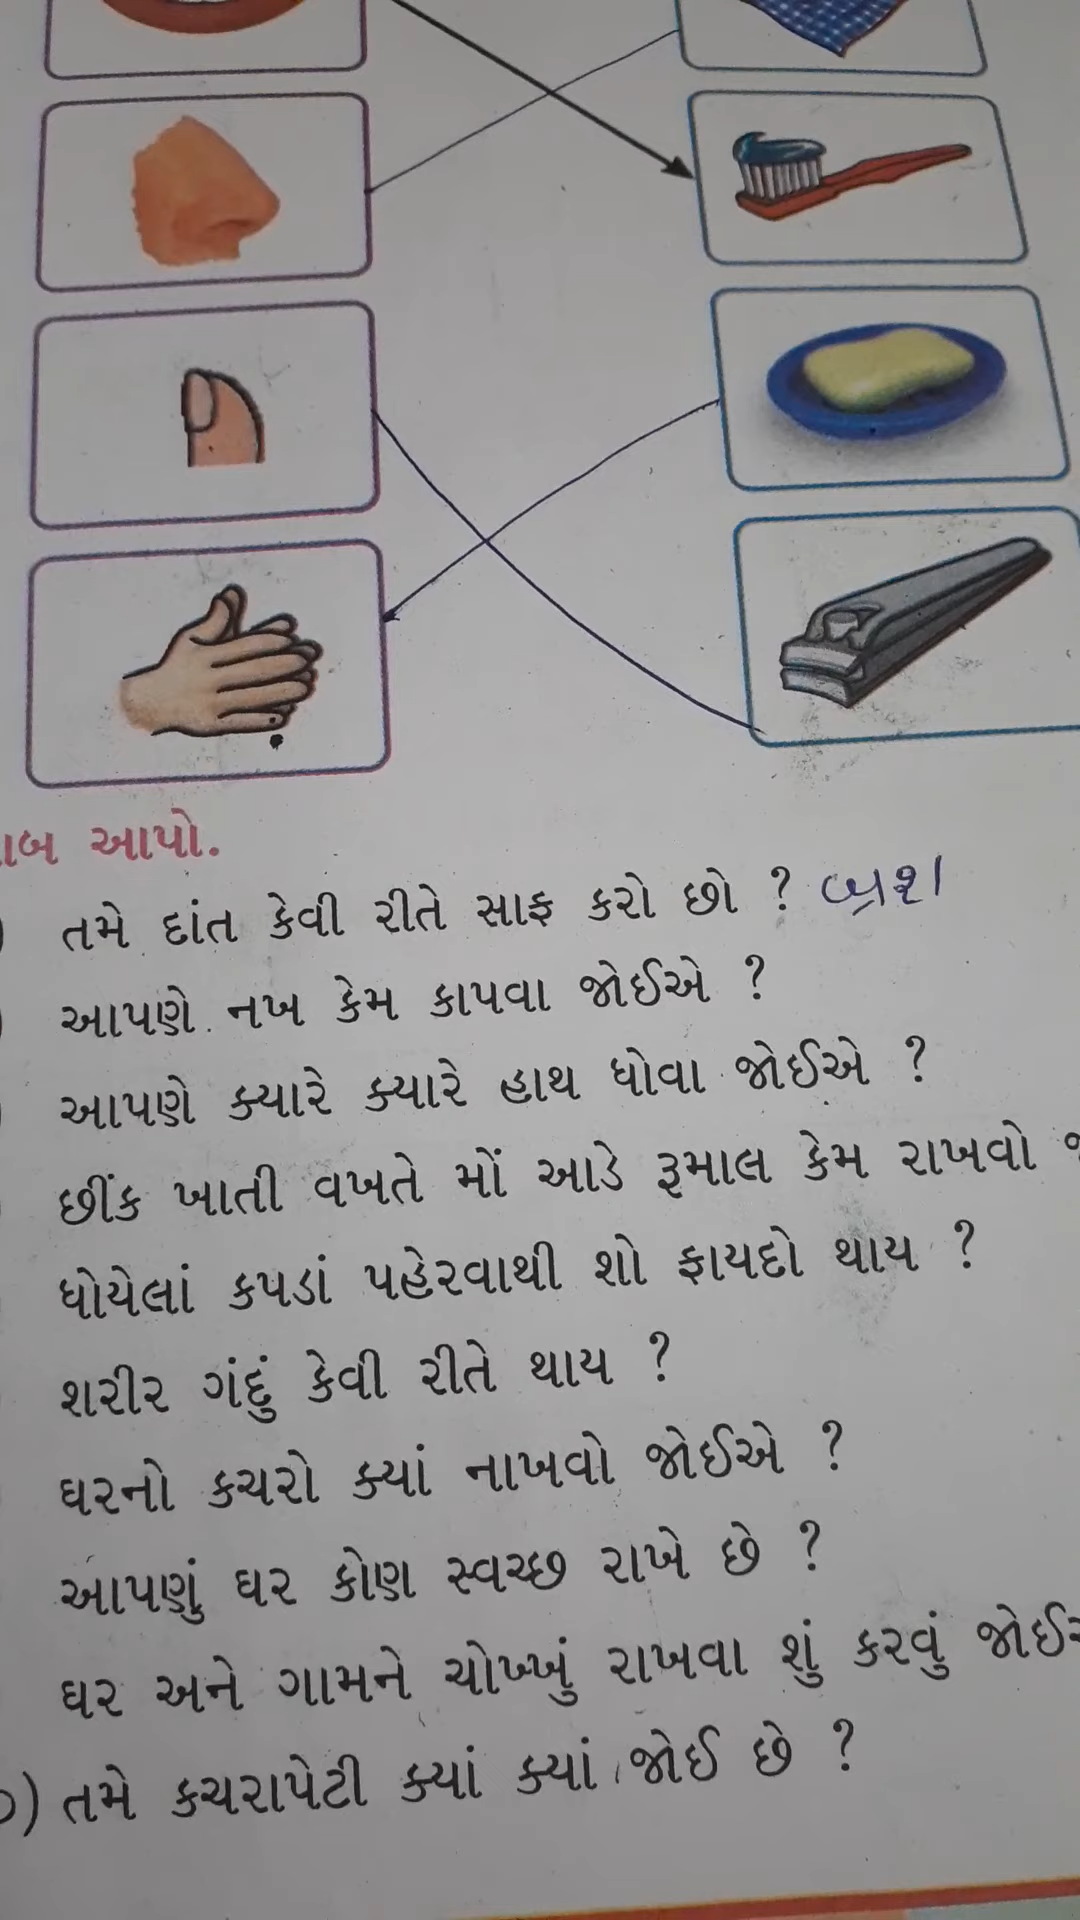 આપો.
તમે દાંત કેવી રીતે સાફ કરો છો ? બ્રશ
આપણે નખ કેમ કાપવા જોઈએ ?
આપણે ક્યારે ક્યારે હાથ ધોવા જોઈએ ?
છીંક ખાતી વખતે મોં આડે રૂમાલ કેમ રાખવો
ધોયેલાં કપડાં પહેરવાથી શો ફાયદો થાય ?
શરીર ગંદું કેવી રીતે થાય ?
ઘરનો કચરો ક્યાં નાખવો જોઈએ ?
આપણું ઘર કોણ સ્વચ્છ રાખે છે ?
ઘર અને ગામને ચોખ્ખું રાખવા શું કરવું
તમે કચરાપેટી ક્યાં ક્યાં જોઈ છે ?